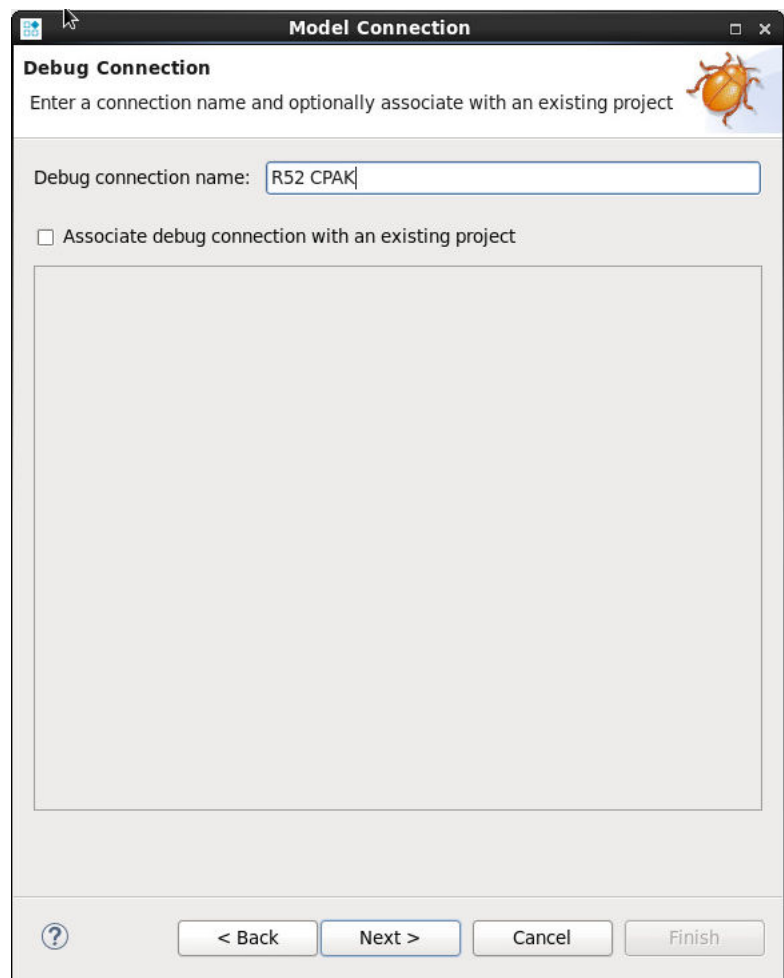 Model Connection
Debug Connection
Enter a connection name and optionally associate with an existing project
Debug connection name: R52 CPAK
Associate debug connection with an existing project
? < Back Next > Cancel Finish